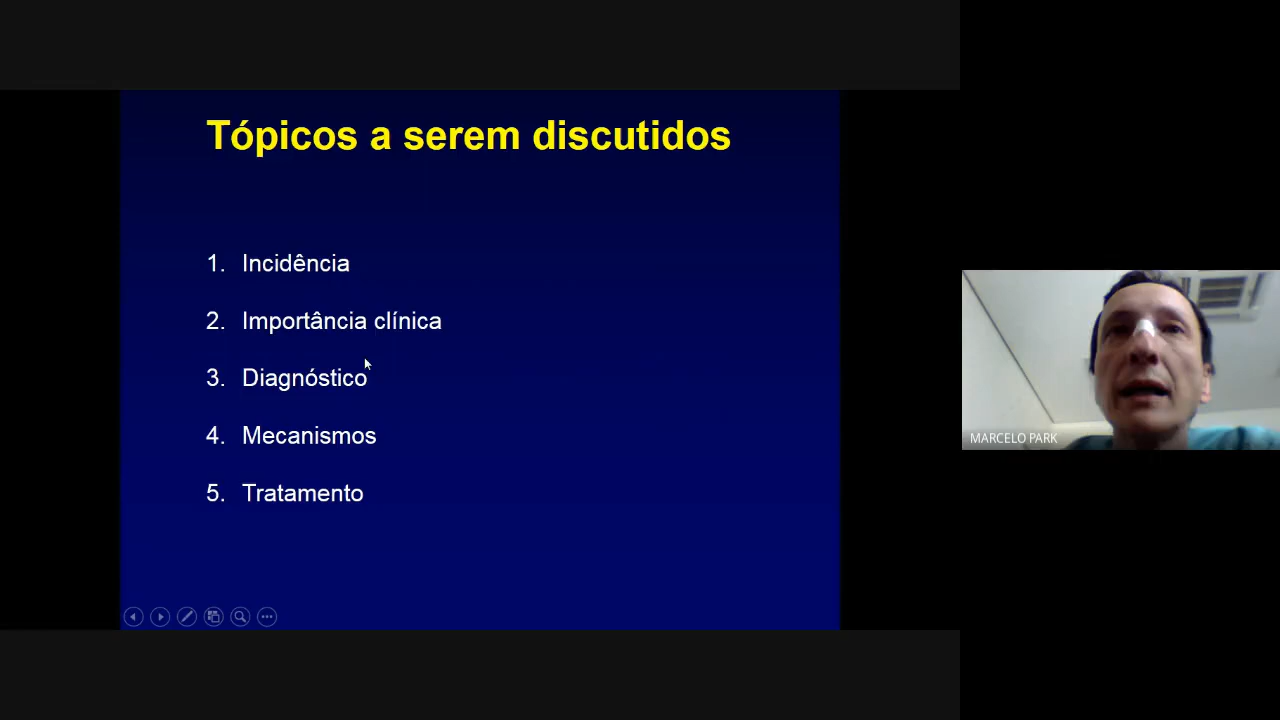 Tópicos a serem discutidos
1. Incidência
2. Importância clínica
3. Diagnóstico
4. Mecanismos
5. Tratamento
MARCELO PARK